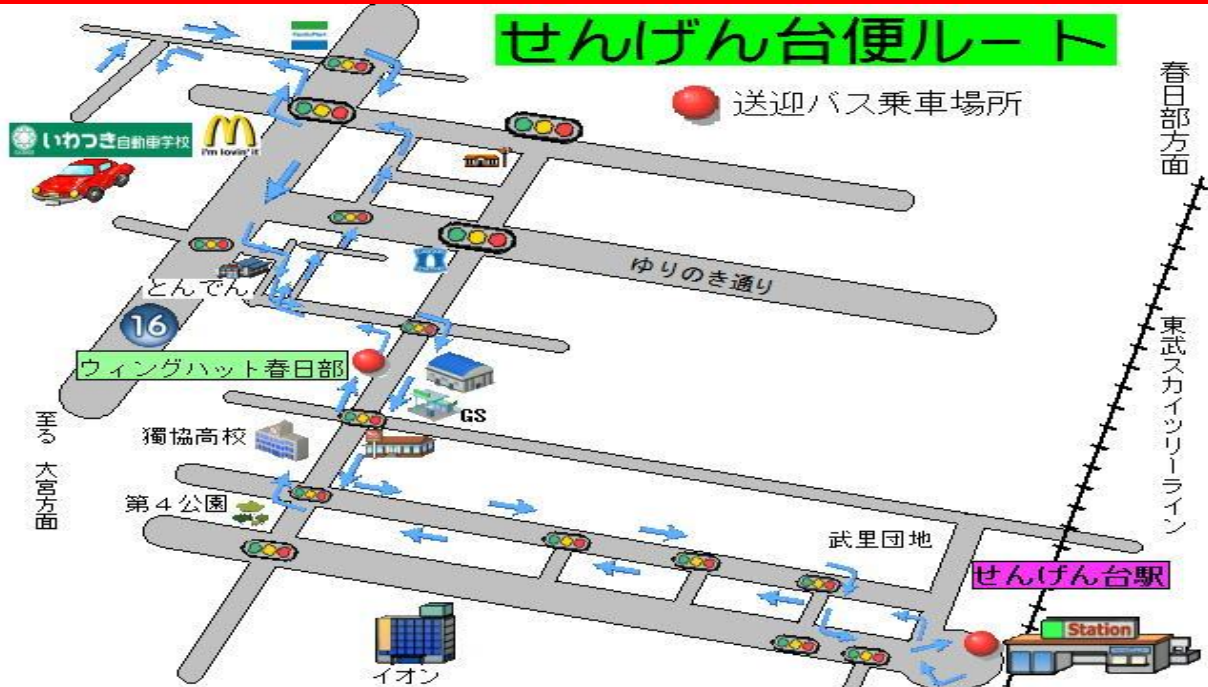 せんげん台便ルート
送迎バス乗車場所
春日部方面
FamilyMart
いわつき自動車学校
M
i'm lovin' it
ゆりのき通り
とんでん
16
ウィングハット春日部
東武スカイツリーライン
GS
至る 大宮方面
獨協高校
第４公園
武里団地
せんげん台駅
Station
イオン